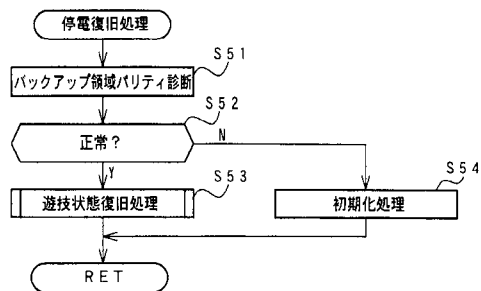 停電復旧処理
S51
バックアップ領域パリティ診断
S52
正常?
N
Y
S53
S54
遊技状態復旧処理
初期化処理
RET